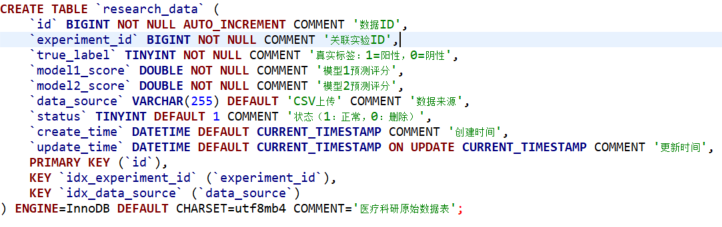 CREATE TABLE `research_data` (
    `id` BIGINT NOT NULL AUTO_INCREMENT COMMENT '数据ID',
    `experiment_id` BIGINT NOT NULL COMMENT '关联实验ID',
    `true_label` TINYINT NOT NULL COMMENT '真实标签：1=阳性，0=阴性',
    `model1_score` DOUBLE NOT NULL COMMENT '模型1预测评分',
    `model2_score` DOUBLE NOT NULL COMMENT '模型2预测评分',
    `data_source` VARCHAR(255) DEFAULT 'CSV上传' COMMENT '数据来源',
    `status` TINYINT DEFAULT 1 COMMENT '状态（1：正常，0：删除）',
    `create_time` DATETIME DEFAULT CURRENT_TIMESTAMP COMMENT '创建时间',
    `update_time` DATETIME DEFAULT CURRENT_TIMESTAMP ON UPDATE CURRENT_TIMESTAMP COMMENT '更新时间',
    PRIMARY KEY (`id`),
    KEY `idx_experiment_id` (`experiment_id`),
    KEY `idx_data_source` (`data_source`)
) ENGINE=InnoDB DEFAULT CHARSET=utf8mb4 COMMENT='医疗科研原始数据表';